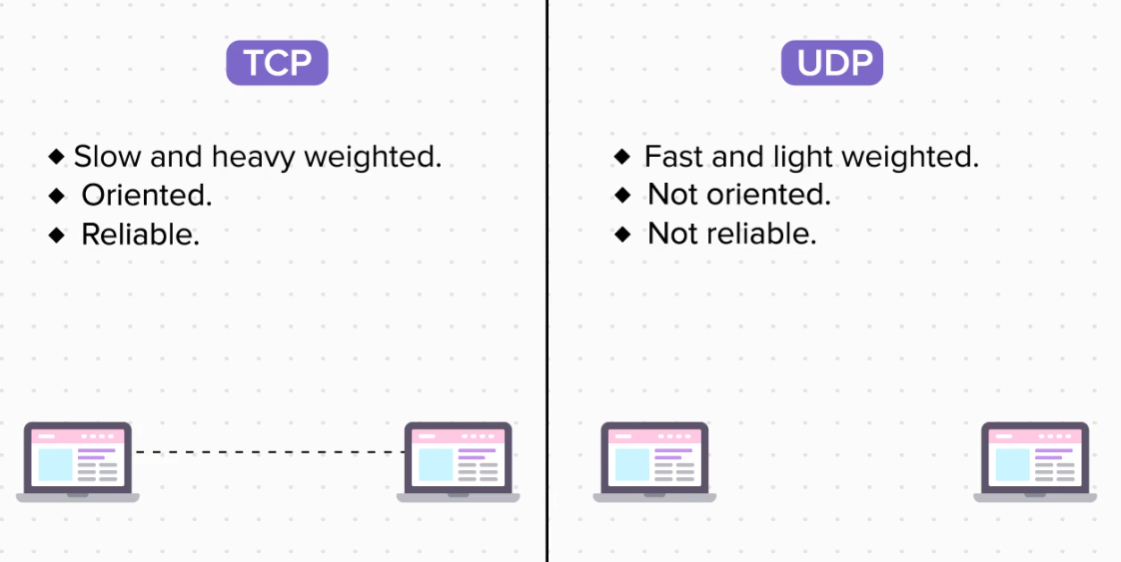 TCP
◆ Slow and heavy weighted.
◆ Oriented.
◆ Reliable.
UDP
◆ Fast and light weighted.
◆ Not oriented.
◆ Not reliable.